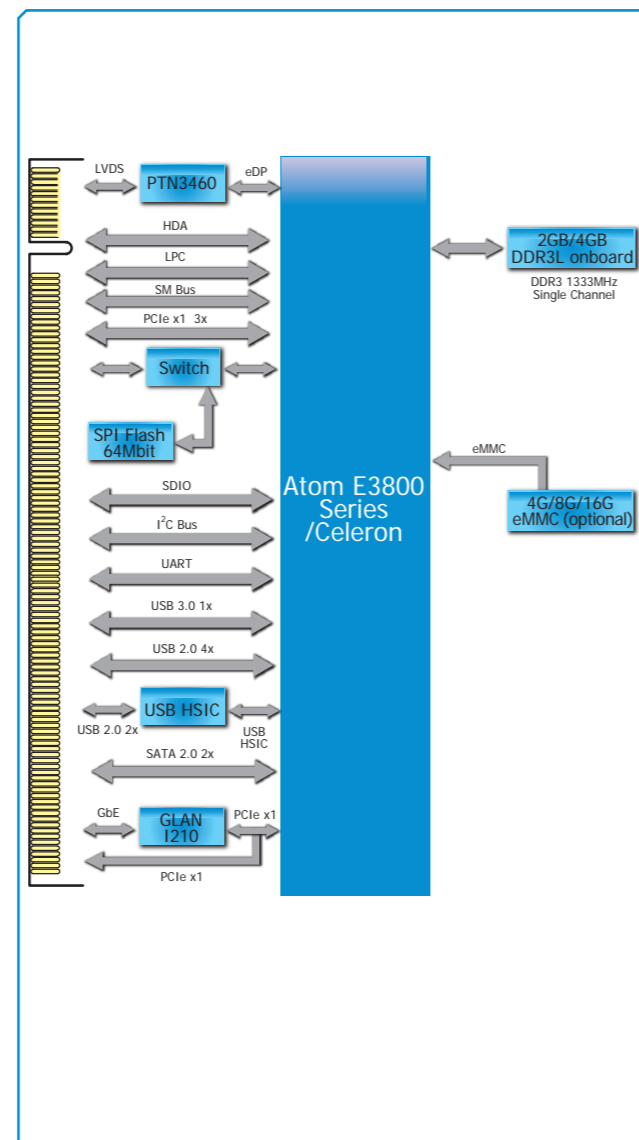 LVDS
PTN3460
eDP
HDA
LPC
SM Bus
PCIe x1 3x
Switch
SPI Flash
64Mbit
SDIO
I²C Bus
UART
USB 3.0 1x
USB 2.0 4x
USB HSIC
USB 2.0 2x
USB
HSIC
SATA 2.0 2x
GbE
GLAN
I210
PCIe x1
PCIe x1
Atom E3800
Series
/Celeron
2GB/4GB
DDR3L onboard
DDR3 1333MHz
Single Channel
eMMC
4G/8G/16G
eMMC (optional)